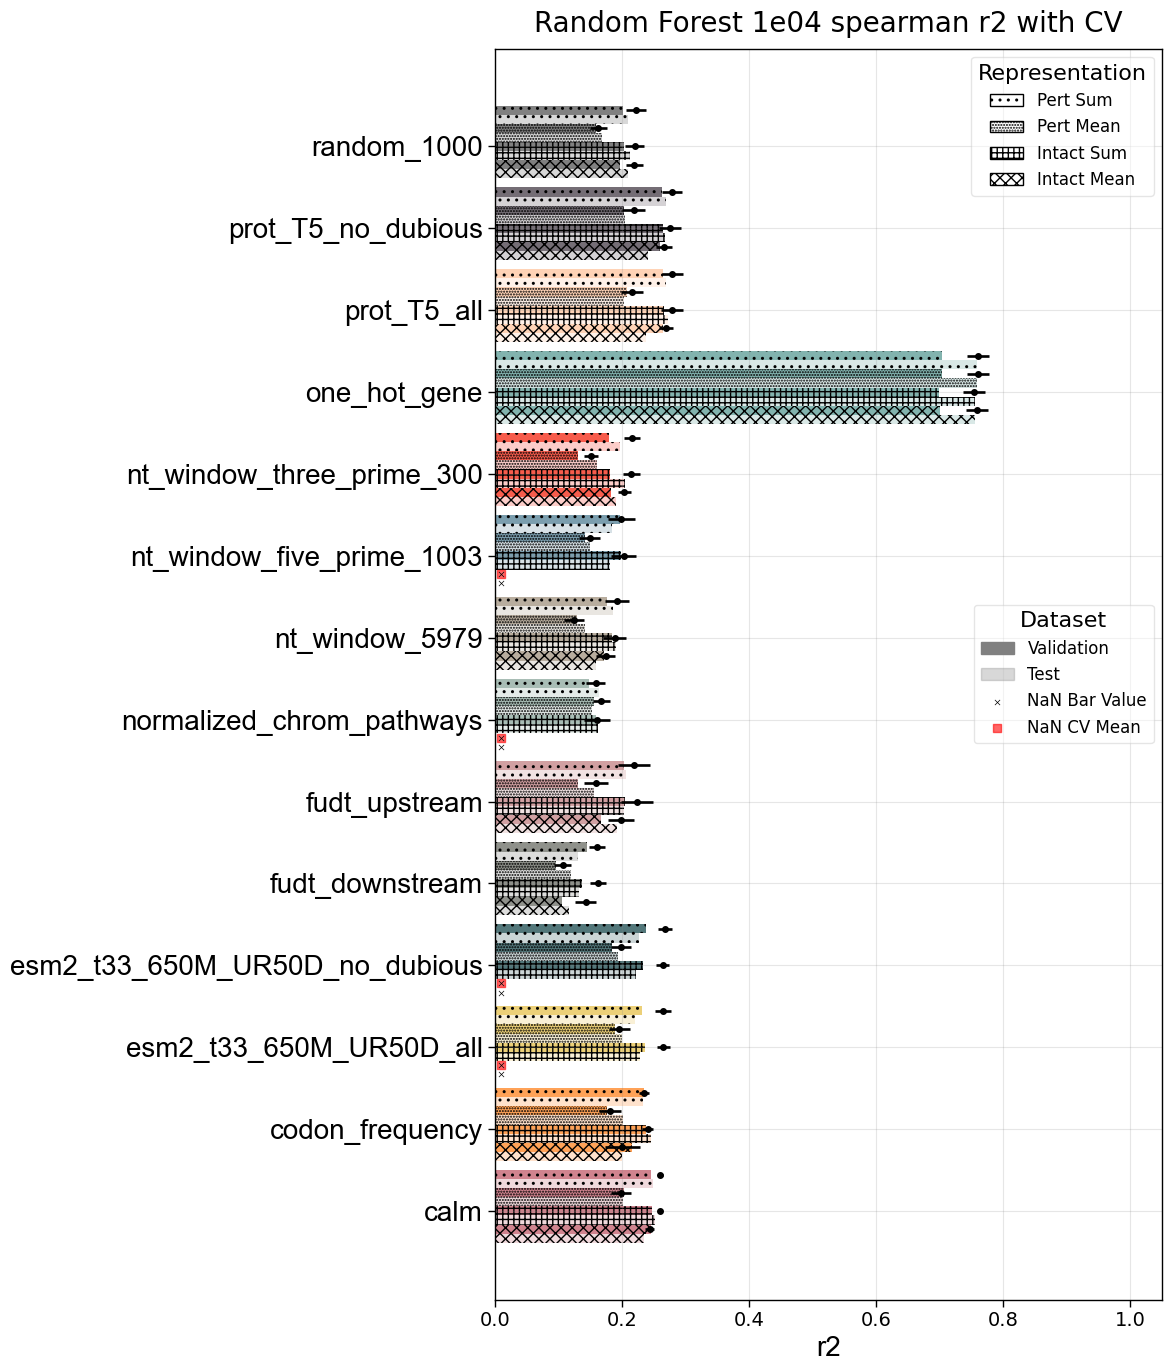 Random Forest 1e04 spearman r2 with CV
Representation
Pert Sum
Pert Mean
Intact Sum
Intact Mean
random_1000
prot_T5_no_dubious
prot_T5_all
one_hot_gene
nt_window_three_prime_300
nt_window_five_prime_1003
nt_window_5979
normalized_chrom_pathways
fudt_upstream
fudt_downstream
esm2_t33_650M_UR50D_no_dubious
esm2_t33_650M_UR50D_all
codon_frequency
calm
Dataset
Validation
Test
NaN Bar Value
NaN CV Mean
0.0 0.2 0.4 0.6 0.8 1.0
r2